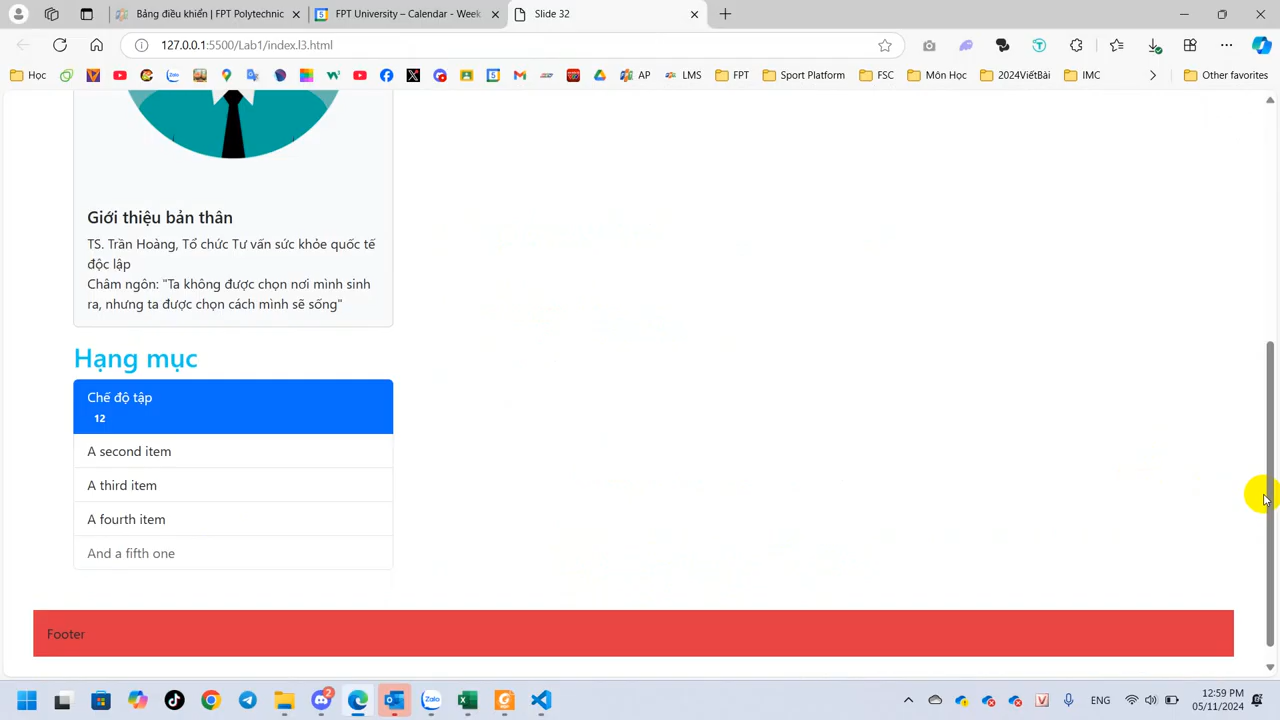 Bảng điều khiển | FPT Polytechnic
FPT University – Calendar - Week
Slide 32
127.0.0.1:5500/Lab1/index13.html
Học
AP
LMS
FPT
Sport Platform
FSC
Môn Học
2024ViếtBài
IMC
Other favorites
Giới thiệu bản thân
TS. Trần Hoàng, Tổ chức Tư vấn sức khỏe quốc tế
độc lập
Châm ngôn: "Ta không được chọn nơi mình sinh
ra, nhưng ta được chọn cách mình sẽ sống"
Hạng mục
Chế độ tập
12
A second item
A third item
A fourth item
And a fifth one
Footer
2
Zalo
ENG
12:59 PM
05/11/2024